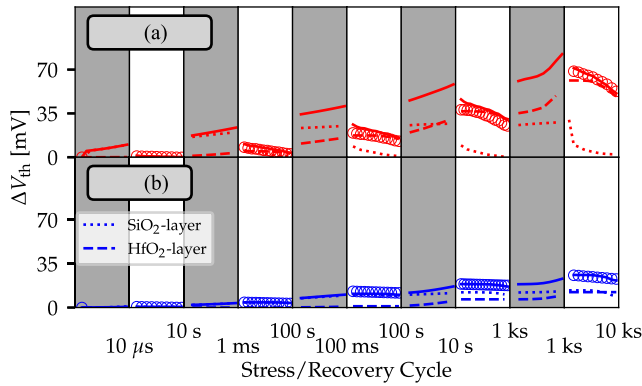 (a)
70
35
0
ΔV_th [mV]
(b)
SiO₂-layer
HfO₂-layer
70
35
0
10 s
100 s
100 s
1 ks
10 ks
10 μs
1 ms
100 ms
10 s
1 ks
Stress/Recovery Cycle